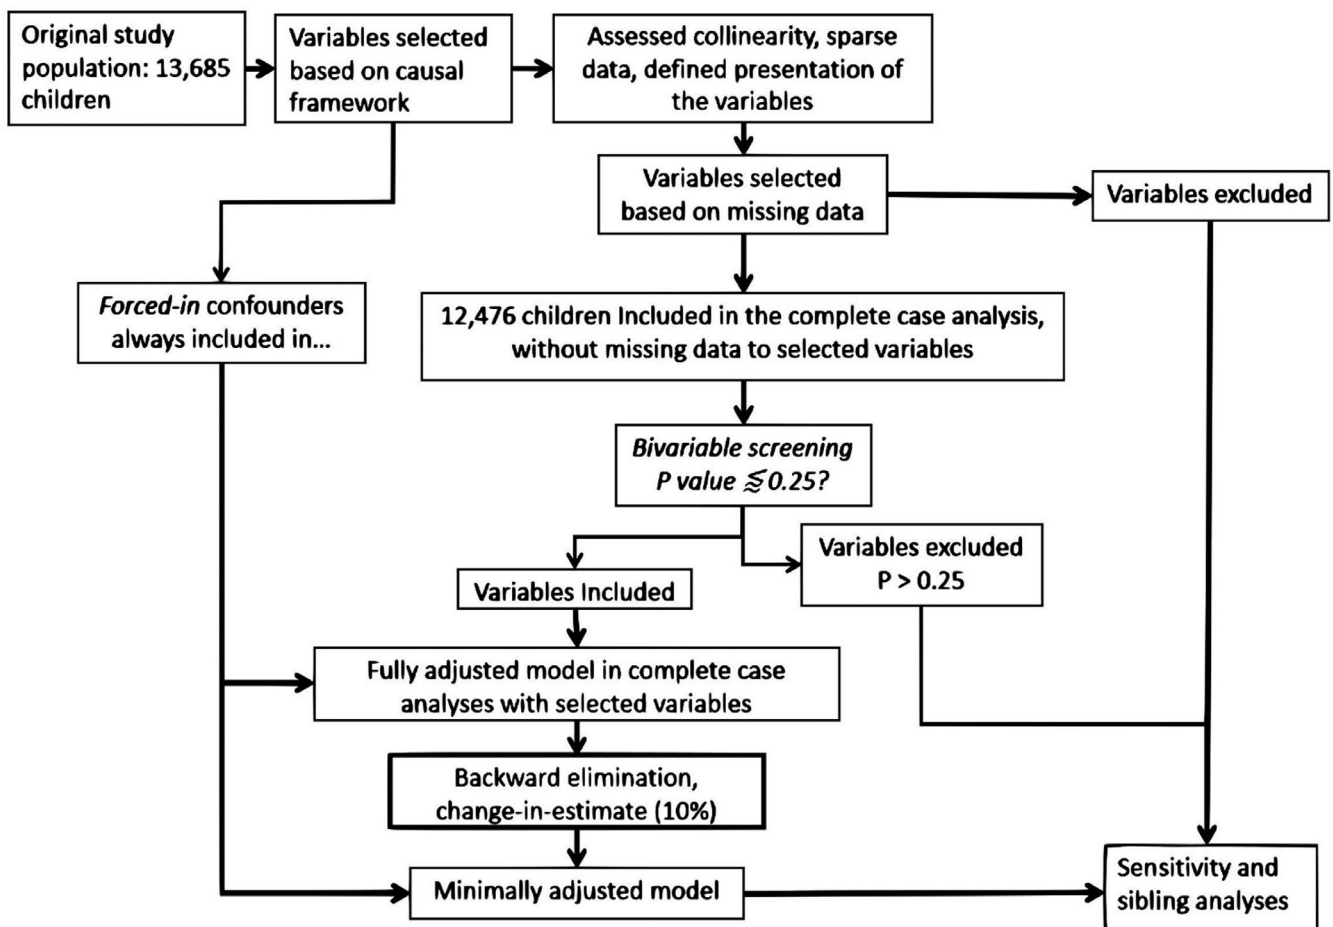 Original study
population: 13,685
children
Variables selected
based on causal
framework
Assessed collinearity, sparse
data, defined presentation of
the variables
Variables selected
based on missing data
Variables excluded
Forced-in confounders
always included in...
12,476 children Included in the complete case analysis,
without missing data to selected variables
Bivariable screening
P value ⪅ 0.25?
Variables excluded
P > 0.25
Variables Included
Fully adjusted model in complete case
analyses with selected variables
Backward elimination,
change-in-estimate (10%)
Minimally adjusted model
Sensitivity and
sibling analyses